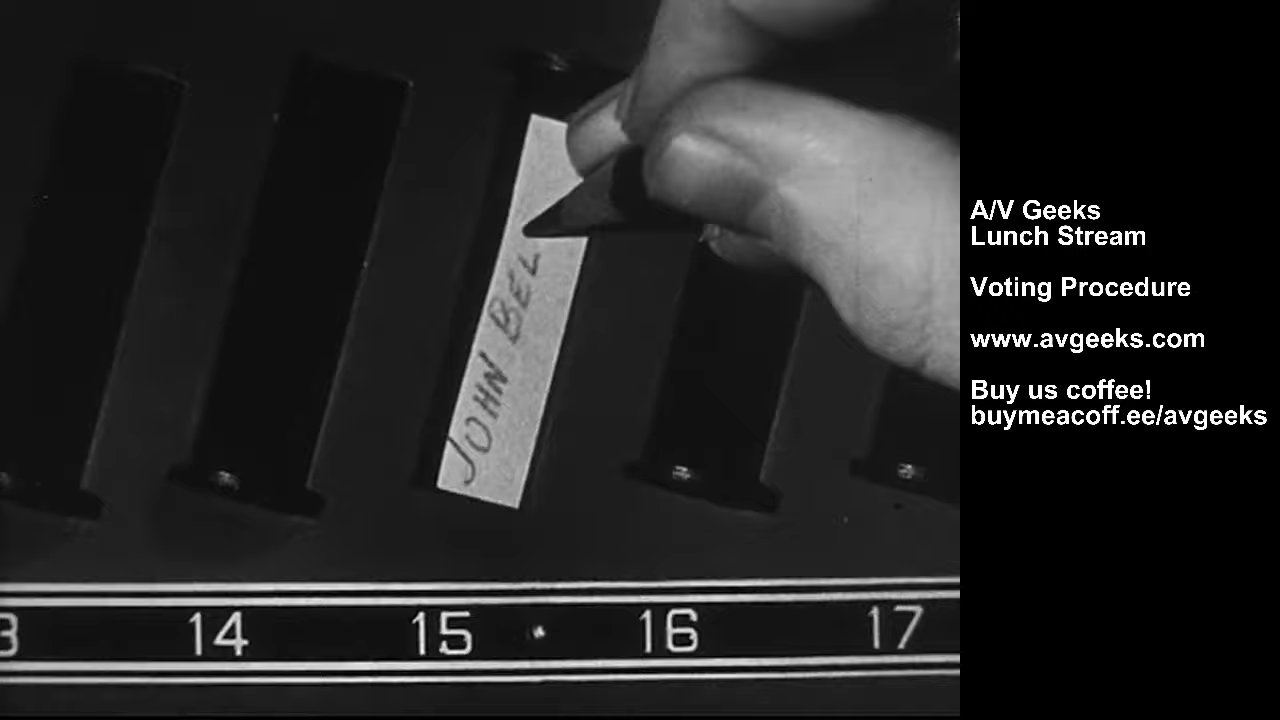 JOHN BEL
3 14 15 16 17
A/V Geeks
Lunch Stream
Voting Procedure
www.avgeeks.com
Buy us coffee!
buymeacoff.ee/avgeeks